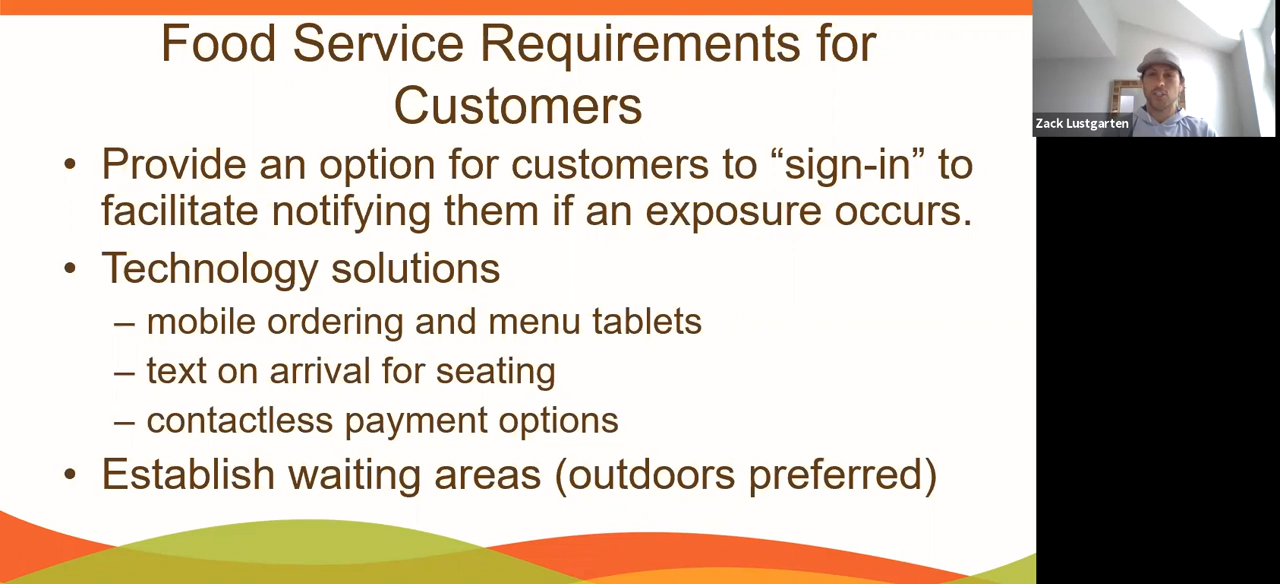 Food Service Requirements for
Customers
• Provide an option for customers to “sign-in” to
facilitate notifying them if an exposure occurs.
• Technology solutions
– mobile ordering and menu tablets
– text on arrival for seating
– contactless payment options
• Establish waiting areas (outdoors preferred)
Zack Lustgarten